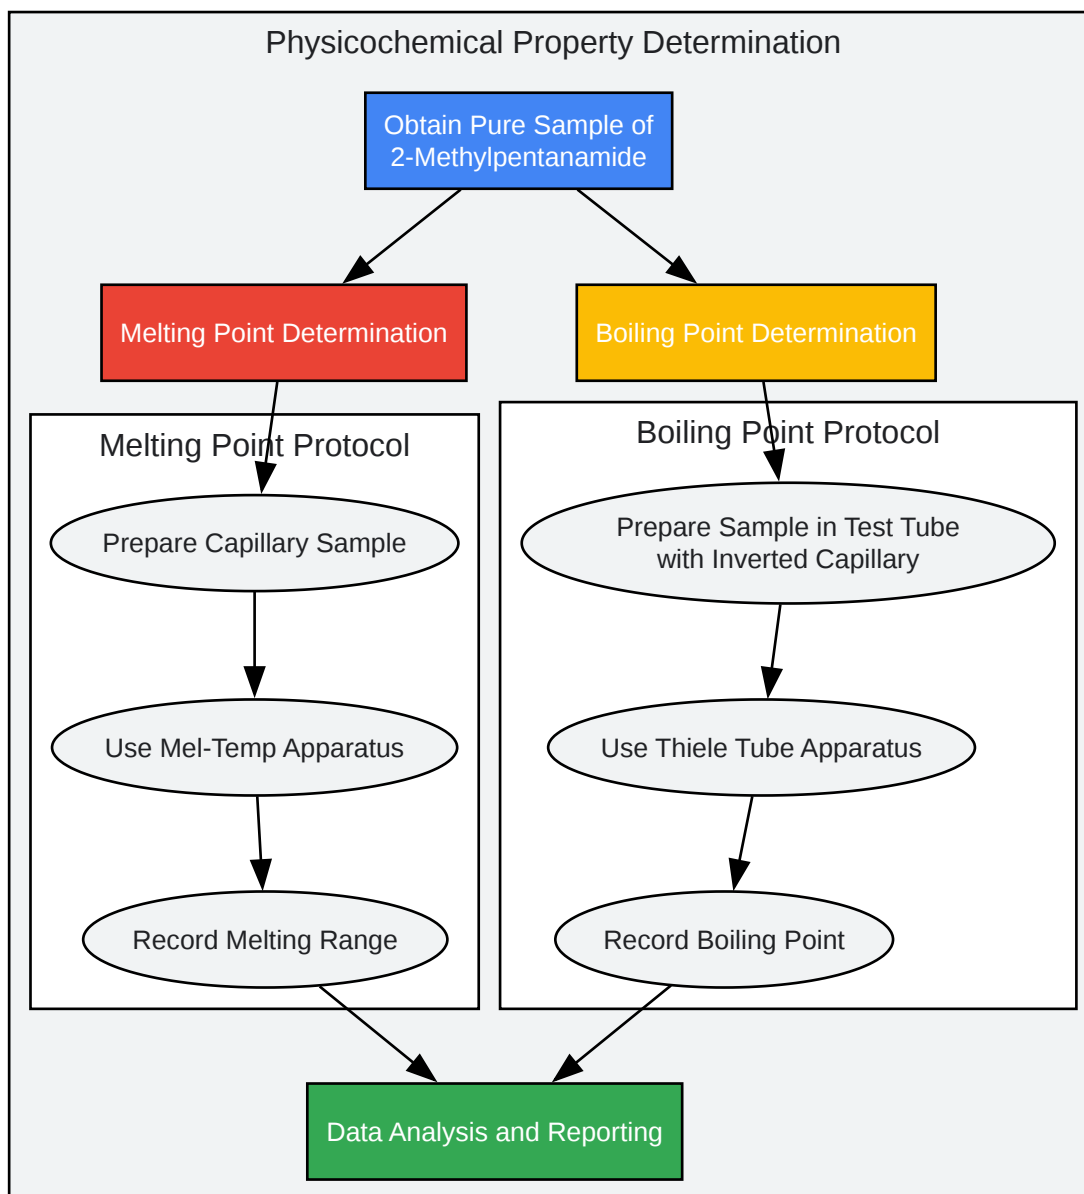 Physicochemical Property Determination
Obtain Pure Sample of
2-Methylpentanamide
Melting Point Determination
Boiling Point Determination
Melting Point Protocol
Prepare Capillary Sample
Use Mel-Temp Apparatus
Record Melting Range
Boiling Point Protocol
Prepare Sample in Test Tube
with Inverted Capillary
Use Thiele Tube Apparatus
Record Boiling Point
Data Analysis and Reporting